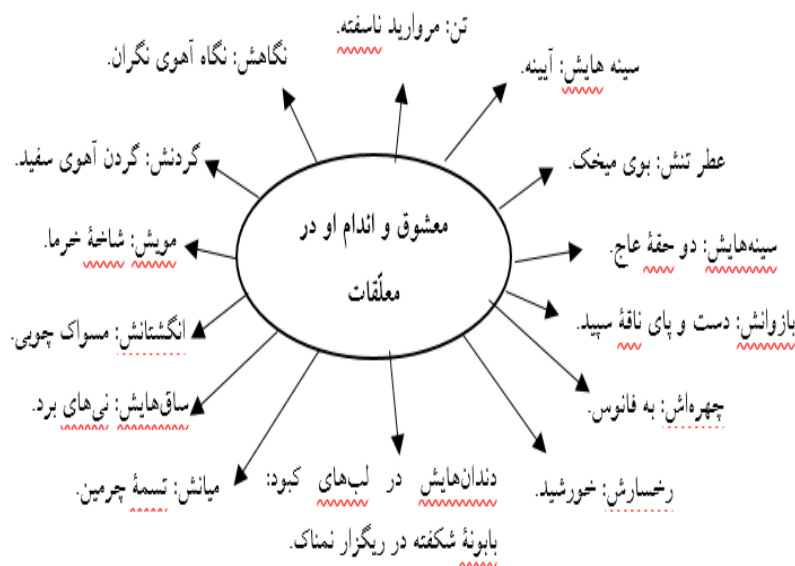 تن: مروارید ناسفته.
سینه هایش: آیینه.
نگاهش: نگاه آهوی نگران.
عطر تنش: بوی میخک.
گردنش: گردن آهوی سفید.
معشوق و اندام او در
معلّقات
سینه‌هایش: دو حقهٔ عاج.
مویش: شاخهٔ خرما.
بازوانش: دست و پای ناقهٔ سپید.
انگشتانش: مسواک چوبی.
چهره‌اش: به فانوس.
ساق‌هایش: نی‌های برد.
رخسارش: خورشید.
دندان‌هایش در لب‌های کبود:
بابونهٔ شکفته در ریگزار نمناک.
میانش: تسمهٔ چرمین.